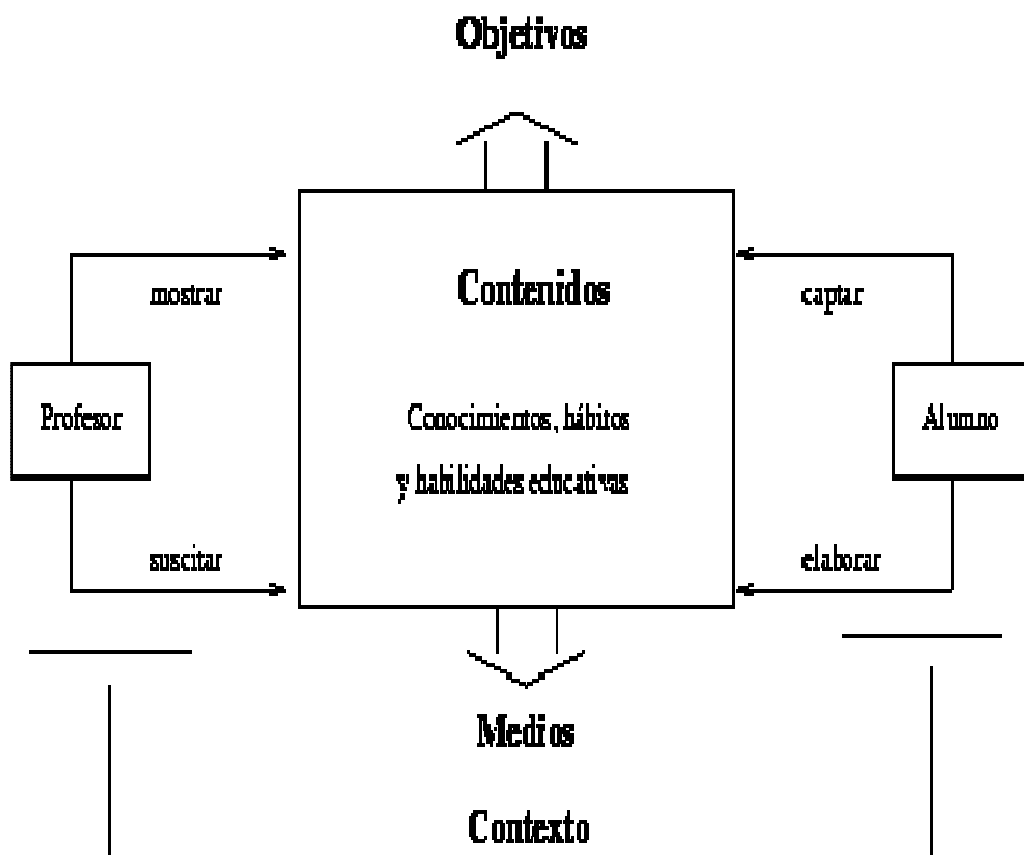 Objetivos
mostrar
captar
Contenidos
Profesor
Conocimientos, hábitos
y habilidades educativas
Alumno
suscitar
elaborar
Medios
Contexto